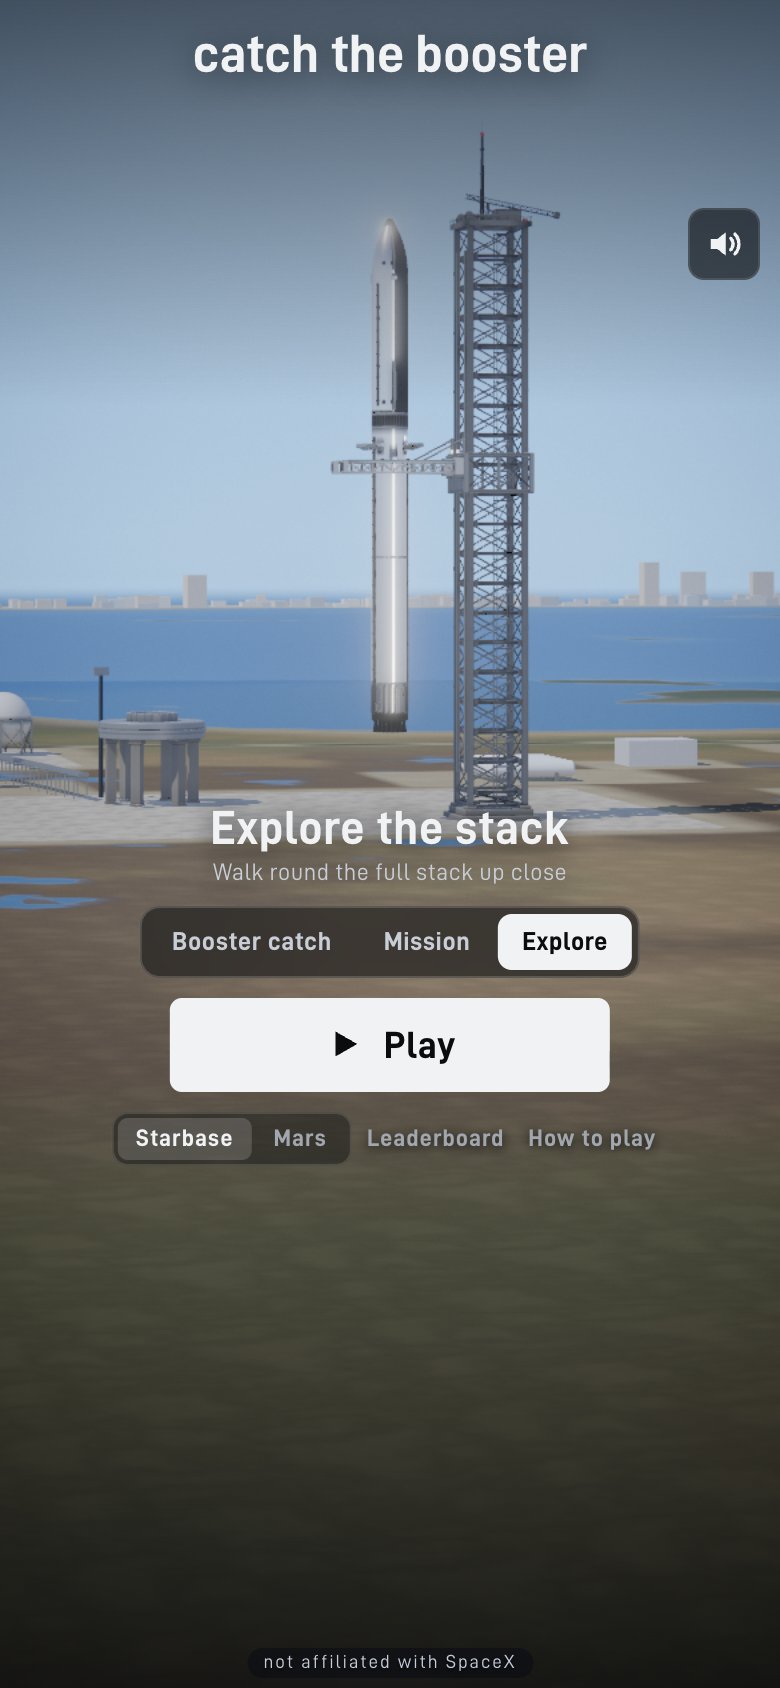 catch the booster
Explore the stack
Walk round the full stack up close
Booster catch Mission Explore
Play
Starbase Mars Leaderboard How to play
not affiliated with SpaceX